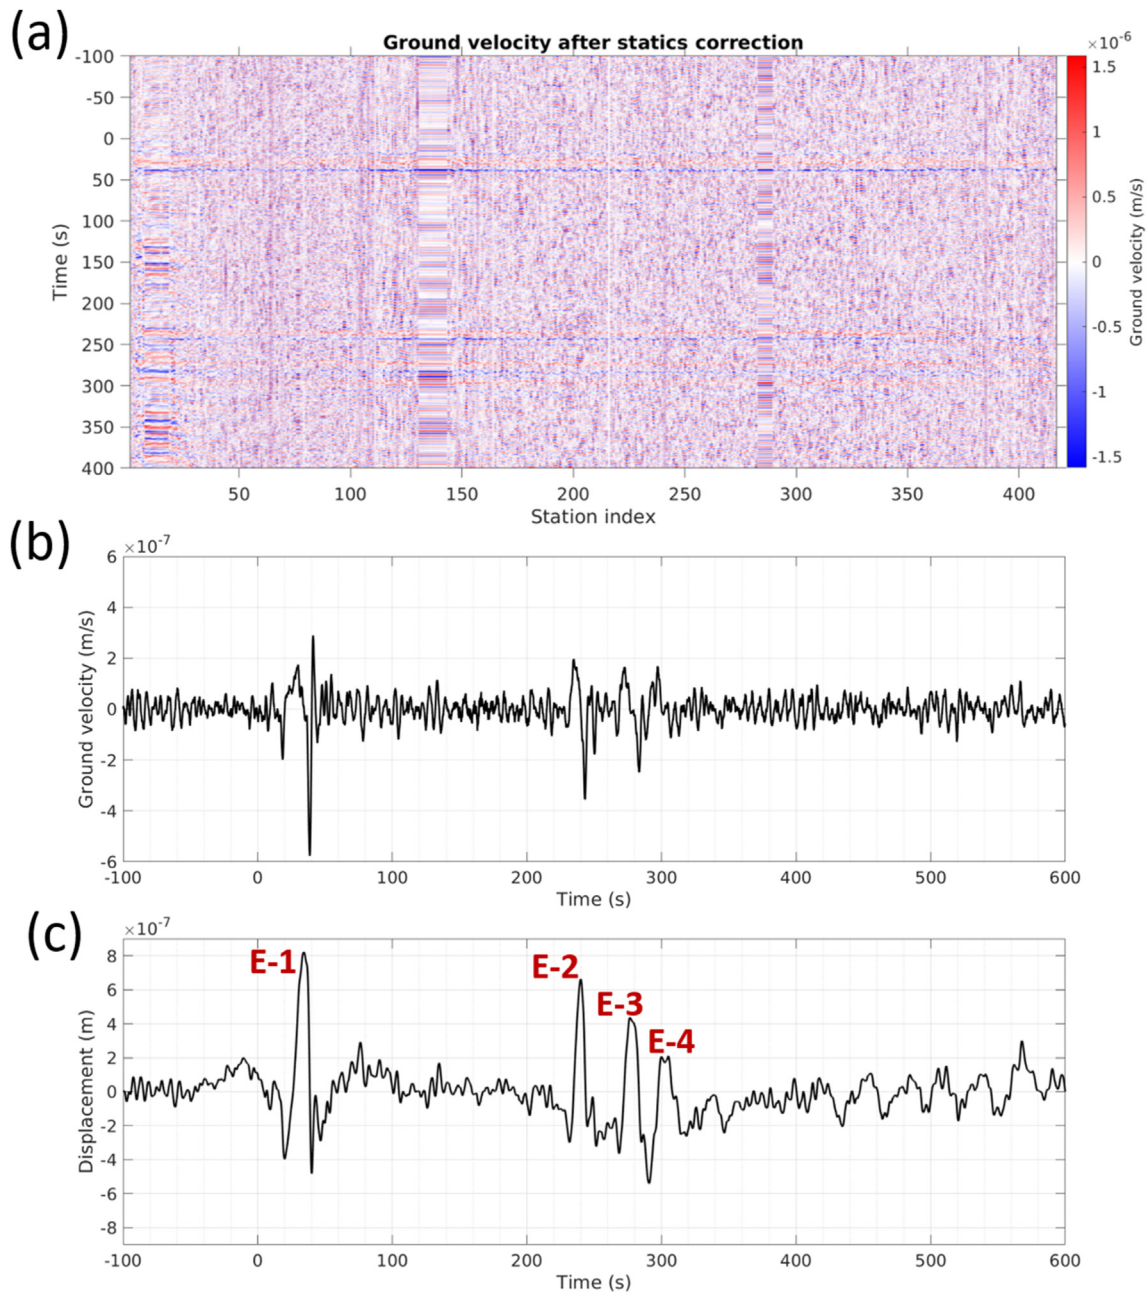 (a)
Ground velocity after statics correction
×10⁻⁶
-100
-50
0
50
100
150
200
250
300
350
400
Time (s)
50 100 150 200 250 300 350 400
Station index
1.5
1
0.5
0
-0.5
-1
-1.5
Ground velocity (m/s)
(b)
×10⁻⁷
6
4
2
0
-2
-4
-6
Ground velocity (m/s)
-100 0 100 200 300 400 500 600
Time (s)
(c)
×10⁻⁷
8
6
4
2
0
-2
-4
-6
-8
Displacement (m)
E-1
E-2
E-3
E-4
-100 0 100 200 300 400 500 600
Time (s)